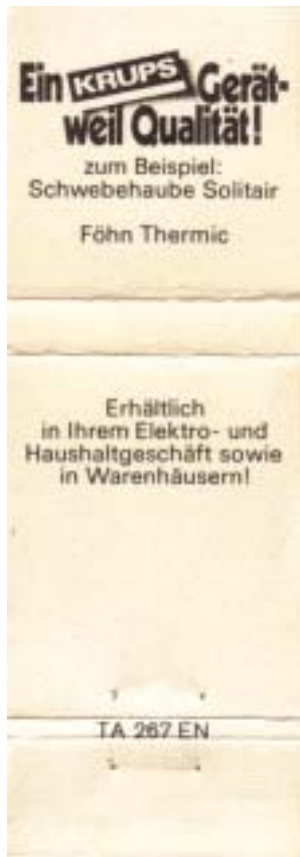 Ein KRUPS Gerät-
weil Qualität!
zum Beispiel:
Schwebehaube Solitair
Föhn Thermic
Erhältlich
in Ihrem Elektro- und
Haushaltgeschäft sowie
in Warenhäusern!
TA 267 EN